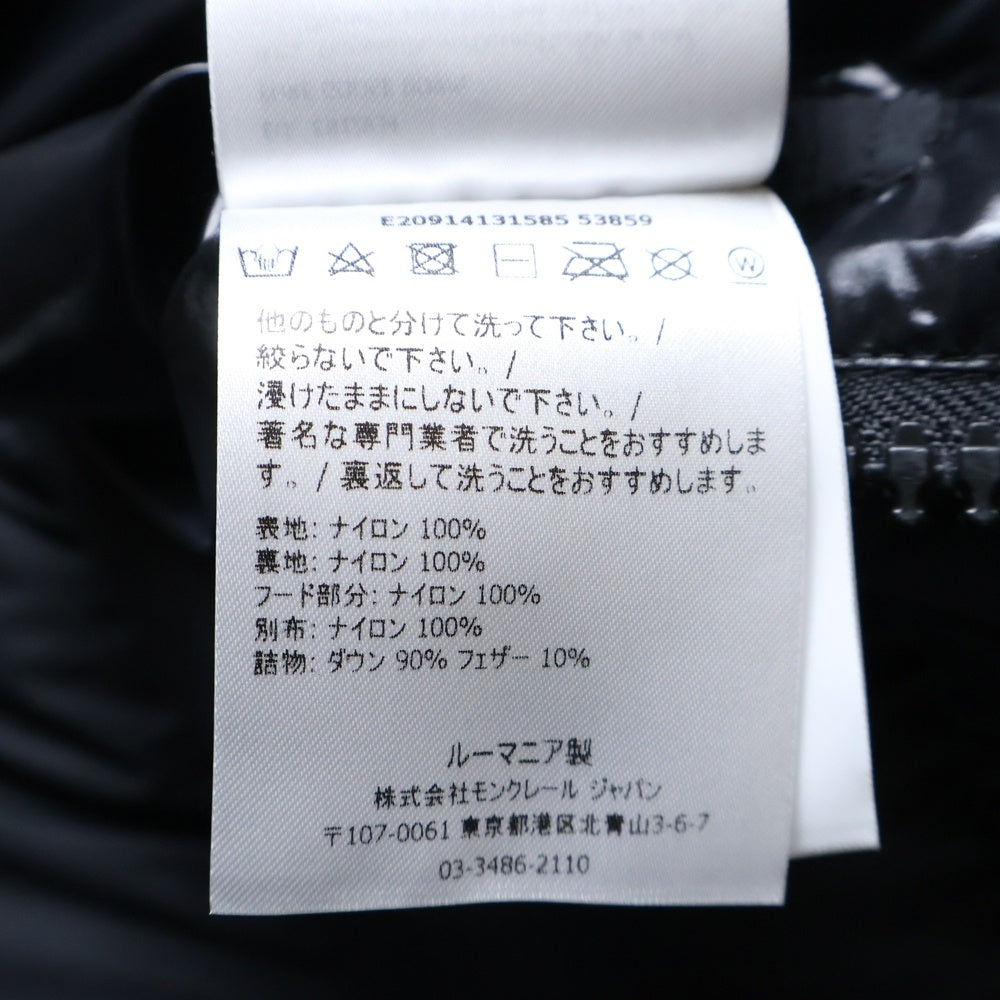 E20914131585 53859
W
他のものと分けて洗って下さい。/
絞らないで下さい。/
浸けたままにしないで下さい。/
著名な専門業者で洗うことをおすすめしま
す。/ 裏返して洗うことをおすすめします。
表地: ナイロン 100%
裏地: ナイロン 100%
フード部分: ナイロン 100%
別布: ナイロン 100%
詰物: ダウン 90% フェザー 10%
ルーマニア製
株式会社モンクレール ジャパン
〒107-0061 東京都港区北青山3-6-7
03-3486-2110